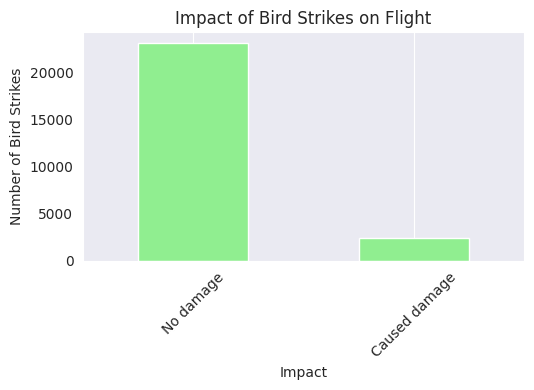 Impact of Bird Strikes on Flight
Number of Bird Strikes
20000
15000
10000
5000
0
No damage
Caused damage
Impact